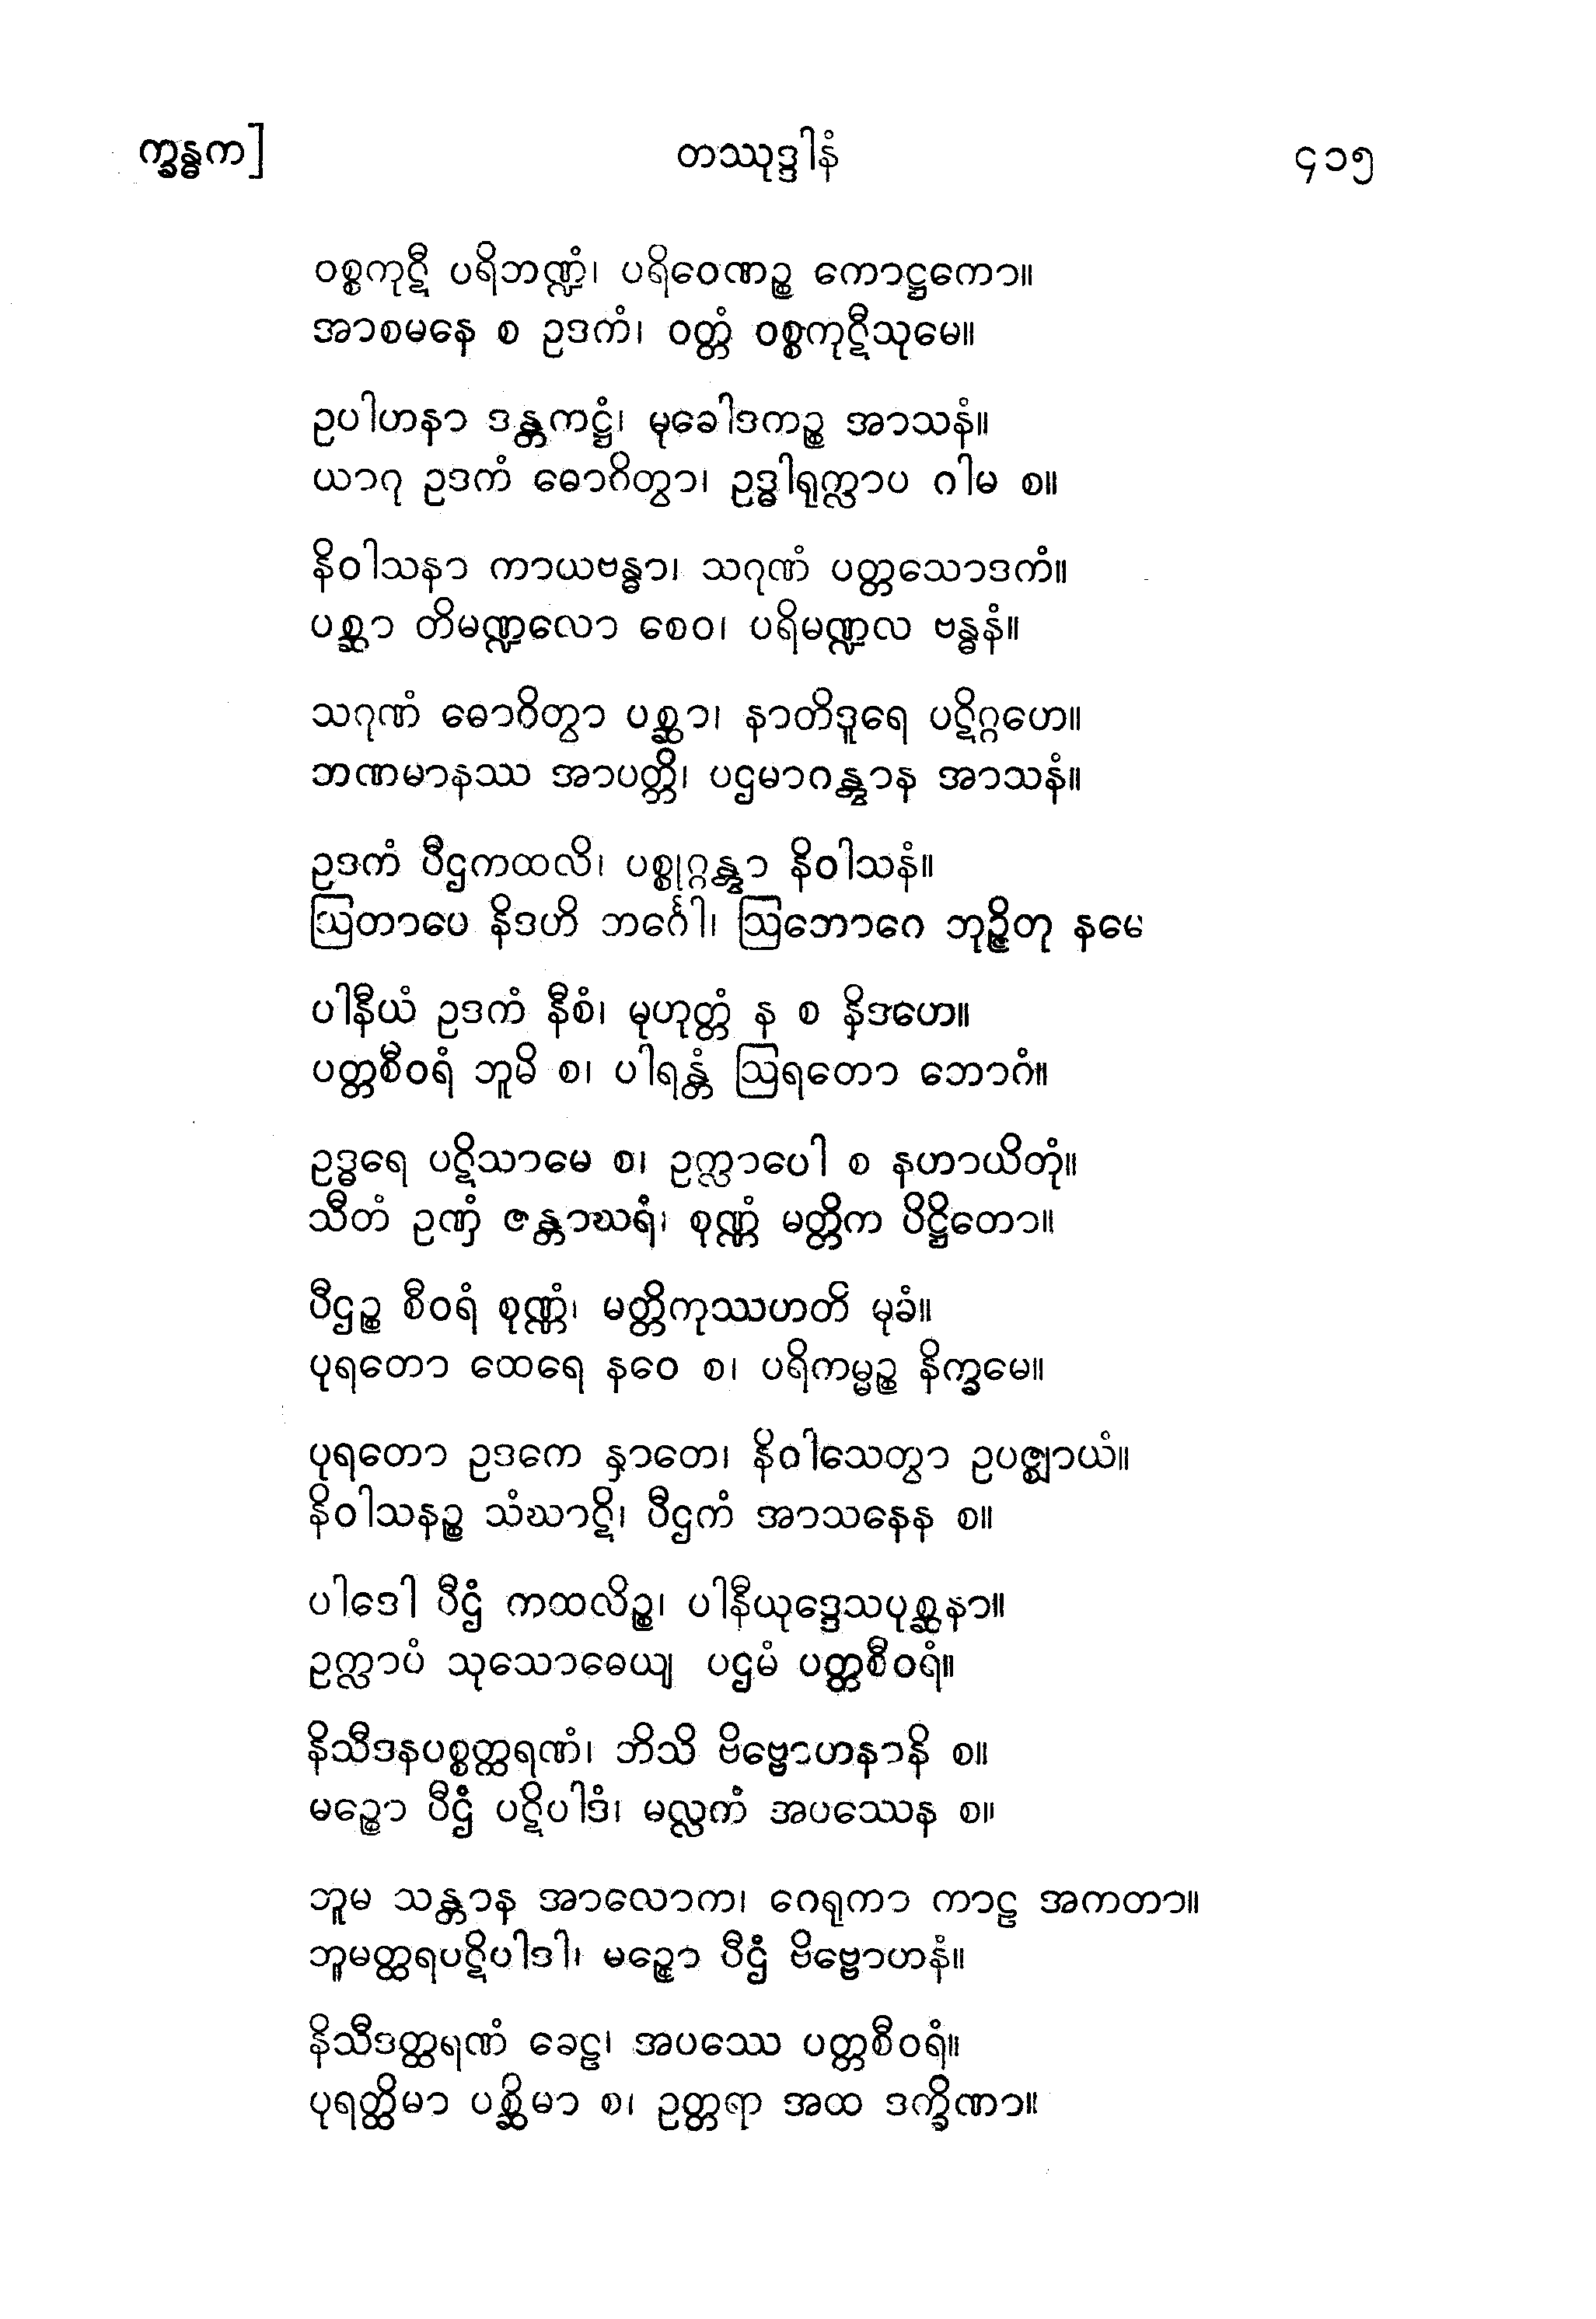 က္ခန္ဓက]
တဿုဒ္ဒါနံ
၄၁၅
ဝစ္စကုဋီ ပရိဘဏ္ဍံ၊ ပရိဝေဏဉ္စ ကောဋ္ဌကော။
အာစမနေ စ ဥဒကံ၊ ဝတ္တံ ဝစ္စကုဋီသုမေ။
ဥပါဟနာ ဒန္တကဋ္ဌံ၊ မုခေါဒကဉ္စ အာသနံ။
ယာဂု ဥဒကံ ဓောဝိတွာ၊ ဥဒ္ဓါရုက္လာပ ဂါမ စ။
နိဝါသနာ ကာယဗန္ဓာ၊ သဂုဏံ ပတ္တသောဒကံ။
ပစ္ဆာ တိမဏ္ဍလော စေဝ၊ ပရိမဏ္ဍလ ဗန္ဓနံ။
သဂုဏံ ဓောဝိတွာ ပစ္ဆာ၊ နာတိဒူရေ ပဋိဂ္ဂဟေ။
ဘဏမာနဿ အာပတ္တိ၊ ပဌမာဂန္တွာန အာသနံ။
ဥဒကံ ပီဌကထလိ၊ ပစ္စုဂ္ဂန္တွာ နိဝါသနံ။
ဩတာပေ နိဒဟိ ဘင်္ဂေါ၊ ဩဘောဂေ ဘုဉ္ဇိတု နမေ
ပါနီယံ ဥဒကံ နီစံ၊ မုဟုတ္တံ န စ နိဒဟေ။
ပတ္တစီဝရံ ဘူမိ စ၊ ပါရန္တံ ဩရတော ဘောဂံ။
ဥဒ္ဓရေ ပဋိသာမေ စ၊ ဥက္လာပေါ စ နဟာယိတုံ။
သီတံ ဥဏှံ ဇန္တာဃရံ၊ စုဏ္ဏံ မတ္တိက ပိဋ္ဌိတော။
ပီဌဉ္စ စီဝရံ စုဏ္ဏံ၊ မတ္တိကုဿဟတိ မုခံ။
ပုရတော ထေရေ နဝေ စ၊ ပရိကမ္မဉ္စ နိက္ခမေ။
ပုရတော ဥဒကေ နှာတေ၊ နိဝါသေတွာ ဥပဇ္ဈာယံ။
နိဝါသနဉ္စ သံဃာဋိ၊ ပီဌကံ အာသနေန စ။
ပါဒေါ ပီဌံ ကထလိဉ္စ၊ ပါနီယုဒ္ဒေသပုစ္ဆနာ။
ဥက္လာပံ သုသောဓေယျ ပဌမံ ပတ္တစီဝရံ။
နိသီဒနပစ္စတ္ထရဏံ၊ ဘိသိ ဗိဗ္ဗောဟနာနိ စ။
မဉ္စော ပီဌံ ပဋိပါဒံ၊ မလ္လကံ အပဿေန စ။
ဘူမ သန္တာန အာလောက၊ ဂေရုကာ ကာဠ အကတာ။
ဘူမတ္ထရပဋိပါဒါ၊ မဉ္စော ပီဌံ ဗိဗ္ဗောဟနံ။
နိသီဒတ္ထရဏံ ခေဠ၊ အပဿေ ပတ္တစီဝရံ။
ပုရတ္ထိမာ ပစ္ဆိမာ စ၊ ဥတ္တရာ အထ ဒက္ခိဏာ။